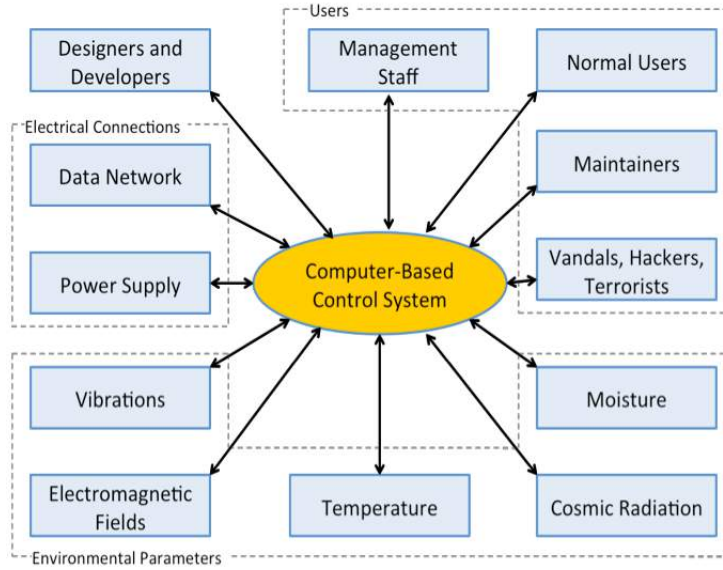 Users
Designers and
Developers
Management
Staff
Normal Users
Electrical Connections
Data Network
Maintainers
Power Supply
Computer-Based
Control System
Vandals, Hackers,
Terrorists
Vibrations
Moisture
Electromagnetic
Fields
Temperature
Cosmic Radiation
Environmental Parameters